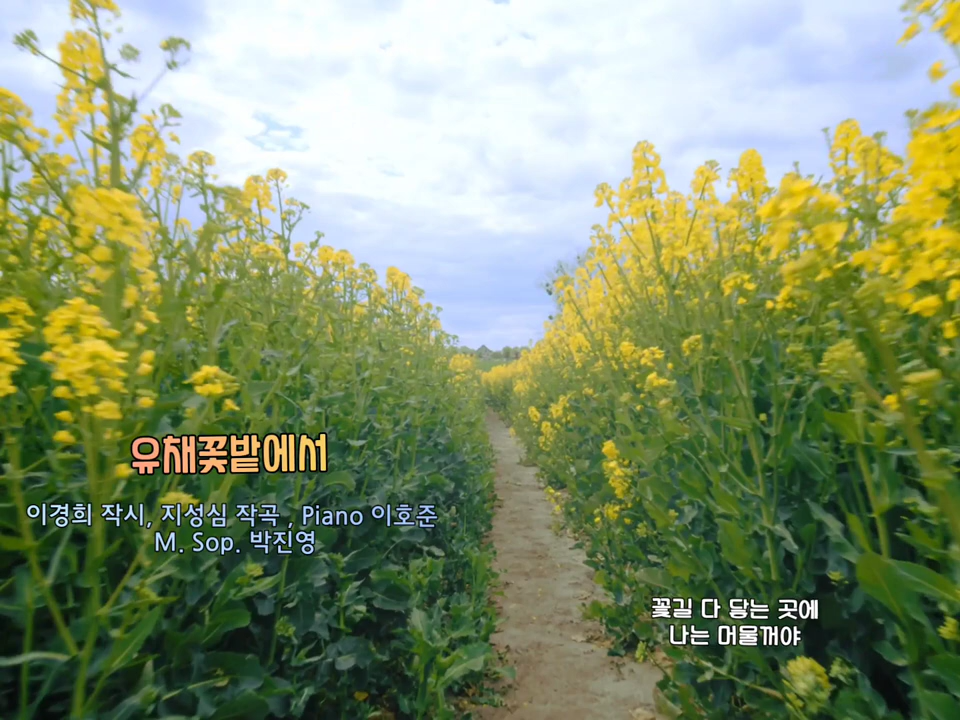 유채꽃밭에서
이경희 작시, 지성심 작곡 , Piano 이호준
M. Sop. 박진영
꽃길 다 닿는 곳에
나는 머물꺼야